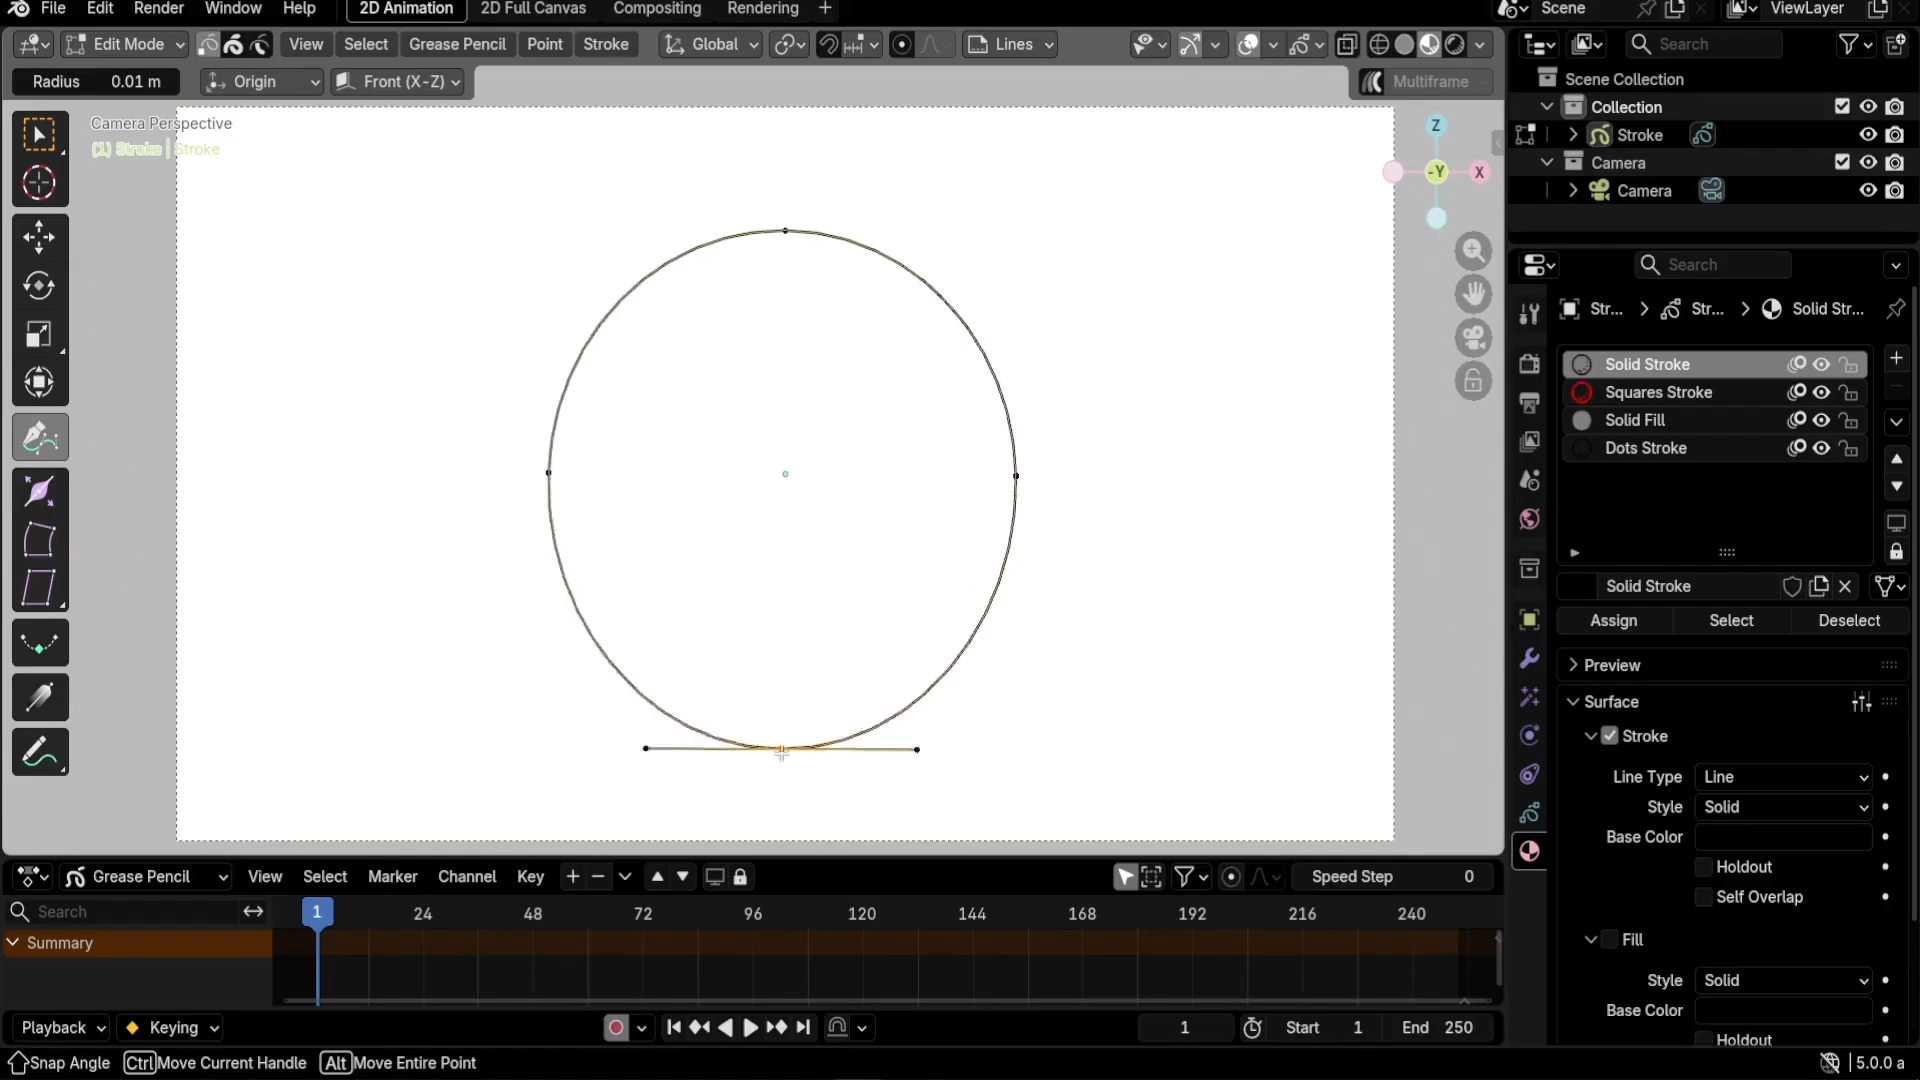 File Edit Render Window Help 2D Animation 2D Full Canvas Compositing Rendering + Scene ViewLayer
Edit Mode View Select Grease Pencil Point Stroke Global Lines Search
Radius 0.01 m Origin Front (X-Z) Multiframe
Camera Perspective
(1) Stroke | Stroke
Z
-Y
X
Scene Collection
Collection
Stroke
Camera
Camera
Search
Str... Str... Solid Str...
Solid Stroke
Squares Stroke
Solid Fill
Dots Stroke
Solid Stroke
Assign Select Deselect
Preview
Surface
Stroke
Line Type Line
Style Solid
Base Color
Holdout
Self Overlap
Fill
Style Solid
Base Color
Holdout
Grease Pencil View Select Marker Channel Key Speed Step 0
Search 1 24 48 72 96 120 144 168 192 216 240
Summary
Playback Keying 1 Start 1 End 250
Snap Angle Ctrl Move Current Handle Alt Move Entire Point 5.0.0 a